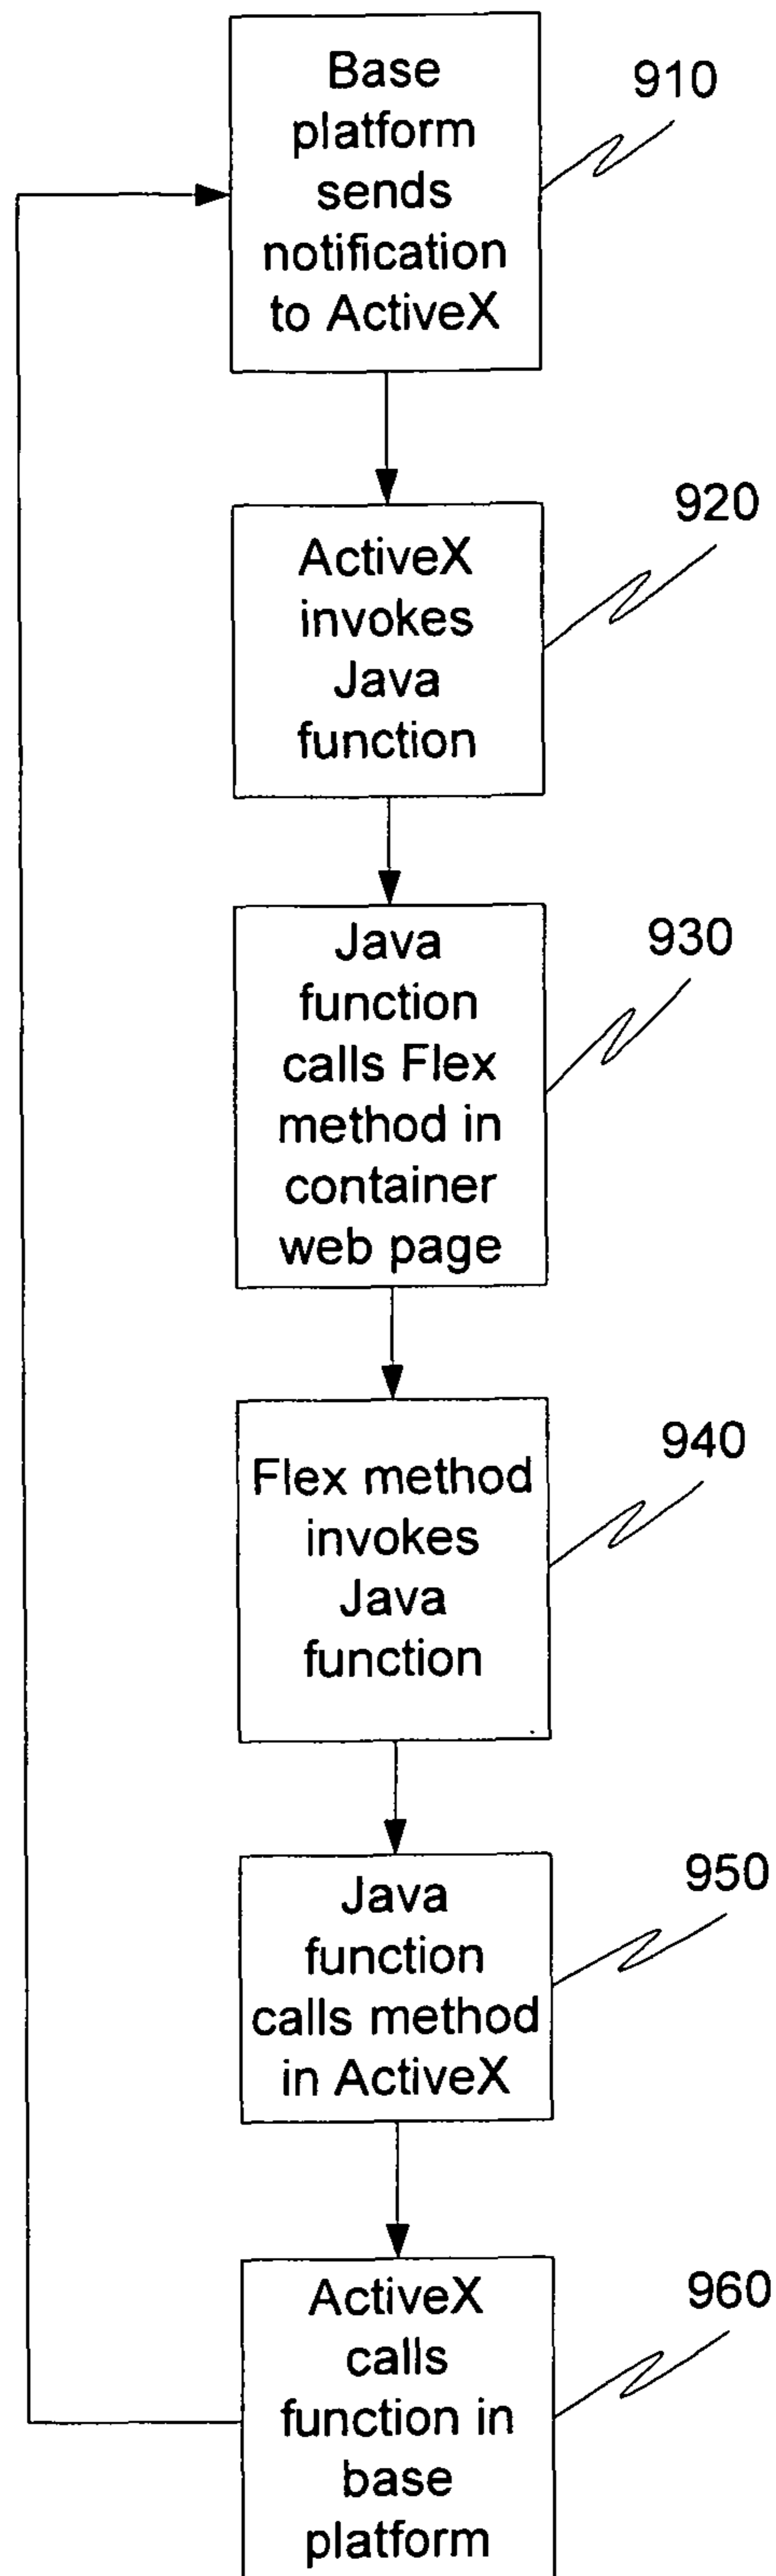 Base
platform
sends
notification
to ActiveX
910
ActiveX
invokes
Java
function
920
Java
function
calls Flex
method in
container
web page
930
Flex method
invokes
Java
function
940
Java
function
calls method
in ActiveX
950
ActiveX
calls
function in
base
platform
960